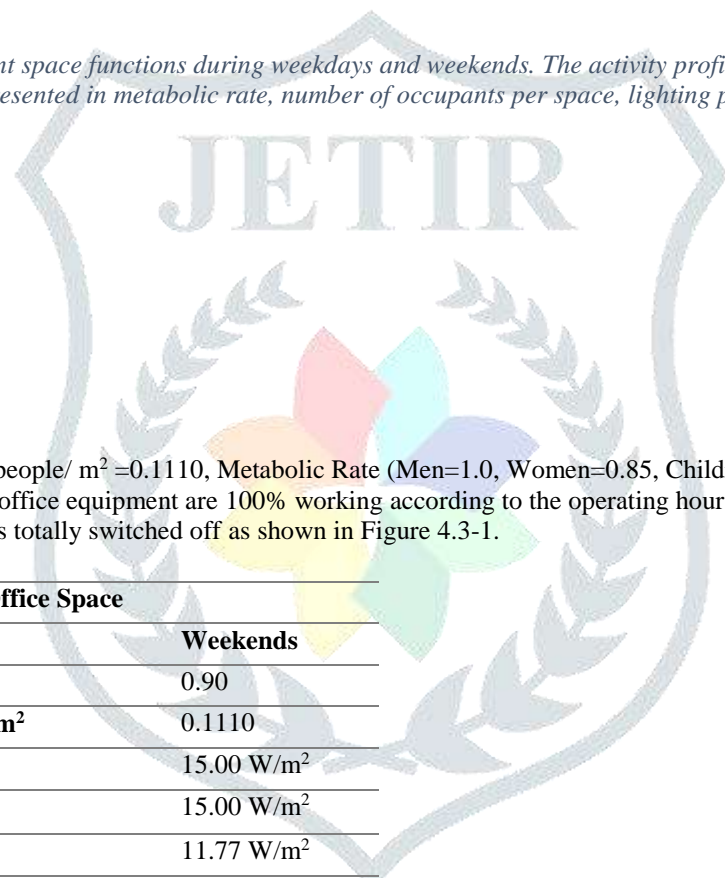 nt space functions during weekdays and weekends. The activity profi
esented in metabolic rate, number of occupants per space, lighting p
JETIR
people/ m² =0.1110, Metabolic Rate (Men=1.0, Women=0.85, Child
office equipment are 100% working according to the operating hour
s totally switched off as shown in Figure 4.3-1.
ffice Space
Weekends
0.90
m² 0.1110
15.00 W/m²
15.00 W/m²
11.77 W/m²